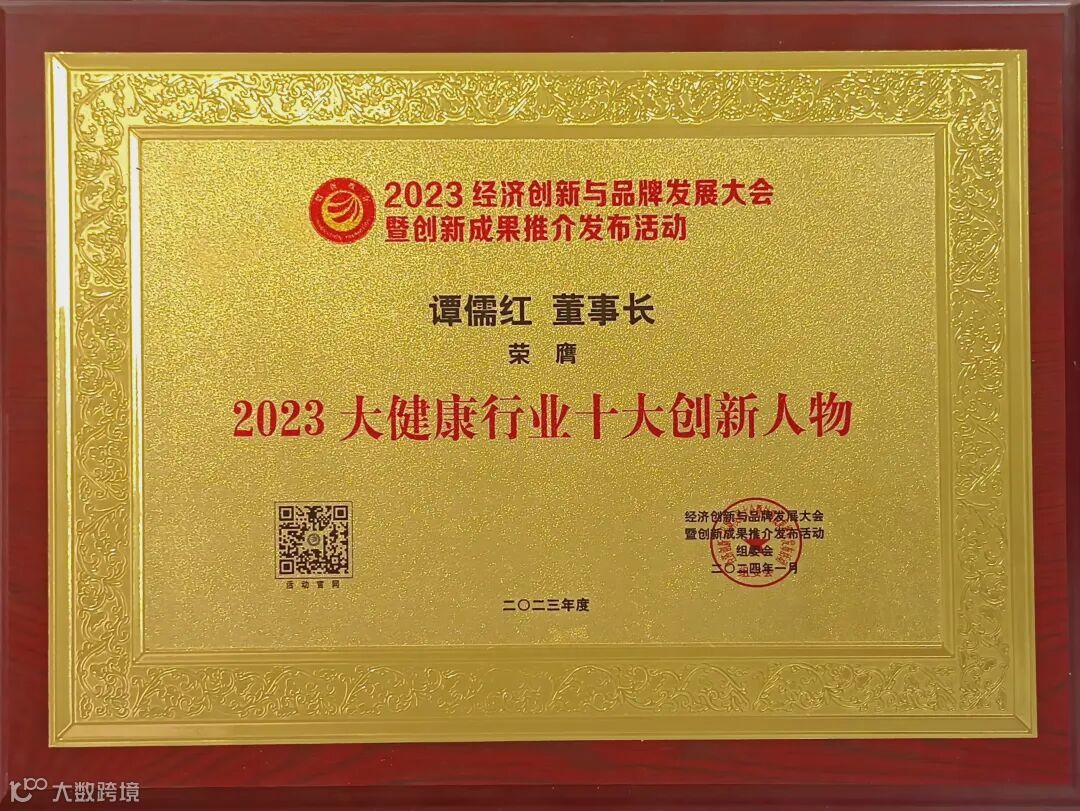 2023 经济创新与品牌发展大会
暨创新成果推介发布活动
谭儒红 董事长
荣 膺
2023 大健康行业十大创新人物
活动官网
经济创新与品牌发展大会
暨创新成果推介发布活动
组委会
二〇二四年一月
组委会
二〇二三年度
大数跨境